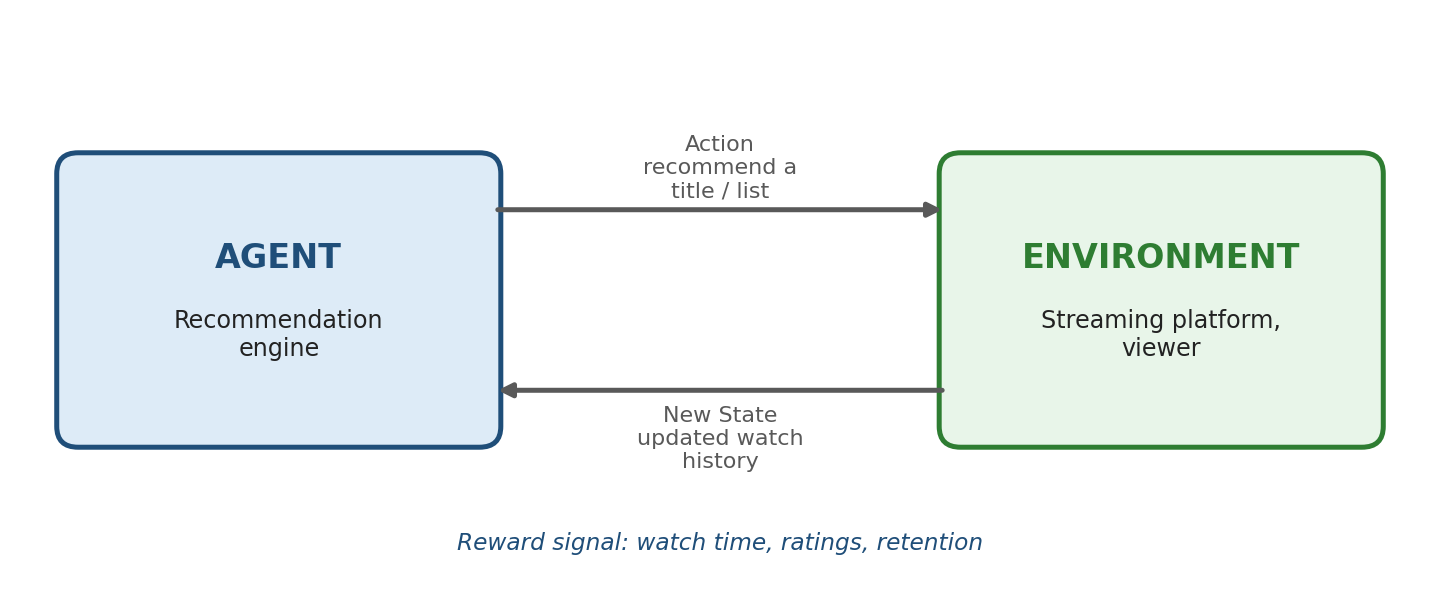 Action
recommend a
title / list
AGENT
Recommendation
engine
ENVIRONMENT
Streaming platform,
viewer
New State
updated watch
history
Reward signal: watch time, ratings, retention